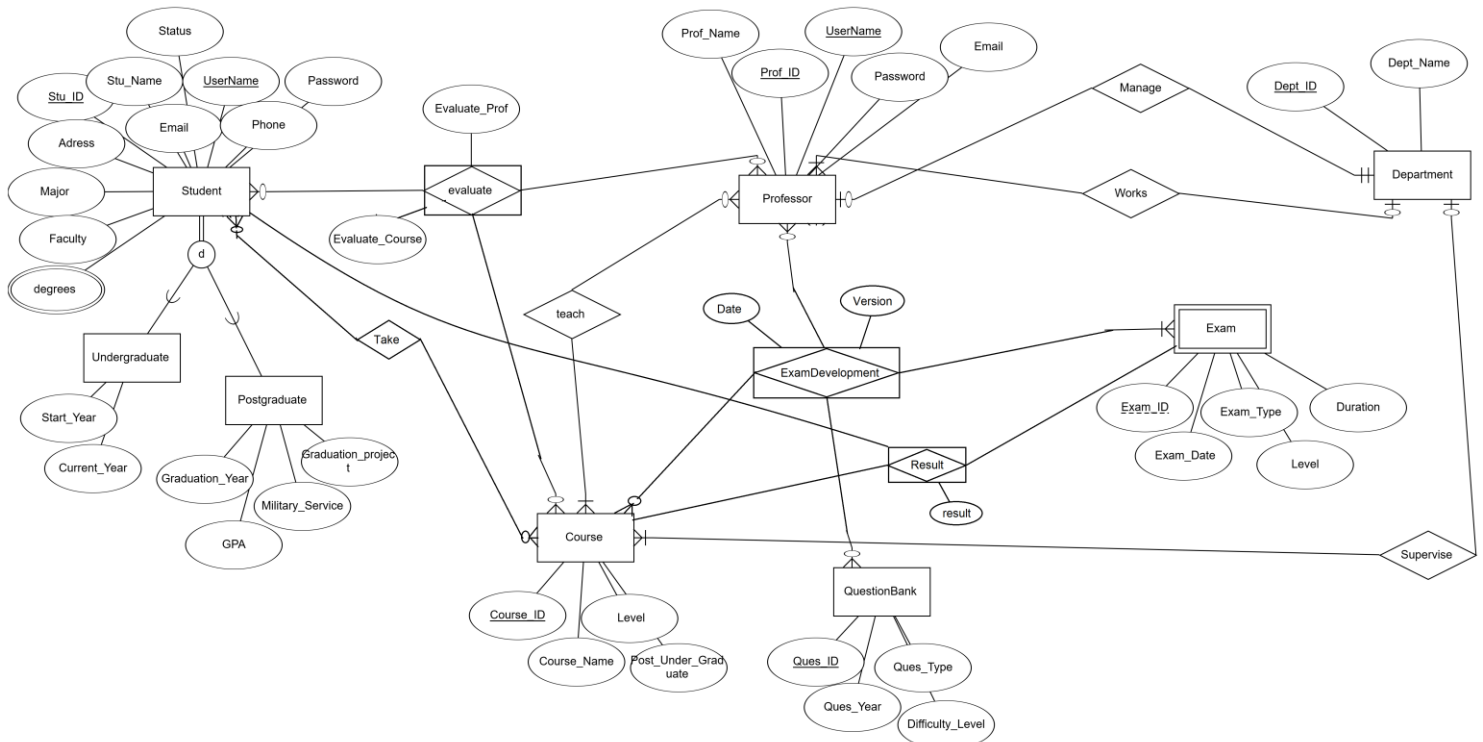 Status
Stu_Name
UserName
Password
Stu_ID
Email
Phone
Adress
Major
Student
Faculty
degrees
d
Undergraduate
Start_Year
Current_Year
Postgraduate
Graduation_Year
Graduation_projec
t
Military_Service
GPA
Evaluate_Prof
evaluate
Evaluate_Course
Take
teach
Prof_Name
UserName
Prof_ID
Password
Email
Professor
Manage
Works
Dept_ID
Dept_Name
Department
Date
Version
ExamDevelopment
Exam
Exam_ID
Exam_Type
Duration
Exam_Date
Level
Result
result
Supervise
Course
Course_ID
Level
Course_Name
Post_Under_Grad
uate
QuestionBank
Ques_ID
Ques_Type
Ques_Year
Difficulty_Level